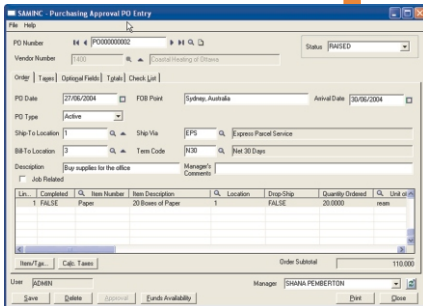 SAMINC - Purchasing Approval PO Entry
File Help
PO Number PO000000002 Status RAISED
Vendor Number 1400 Coastal Heating of Ottawa
Order Taxes Optional Fields Totals Check List
PO Date 27/06/2004 FOB Point Sydney, Australia Arrival Date 30/06/2004
PO Type Active
Ship-To Location 1 Ship Via EPS Express Parcel Service
Bill-To Location 3 Term Code N30 Net 30 Days
Description Buy supplies for the office Manager's Comments
Job Related
Lin... Completed Item Number Item Description Location Drop-Ship Quantity Ordered Unit of
1 FALSE Paper 20 Boxes of Paper 1 FALSE 20.0000 ream
Item/Tax... Calc. Taxes Order Subtotal 110.000
User ADMIN Manager SHANA PEMBERTON
Save Delete Approval Funds Availability Print Close